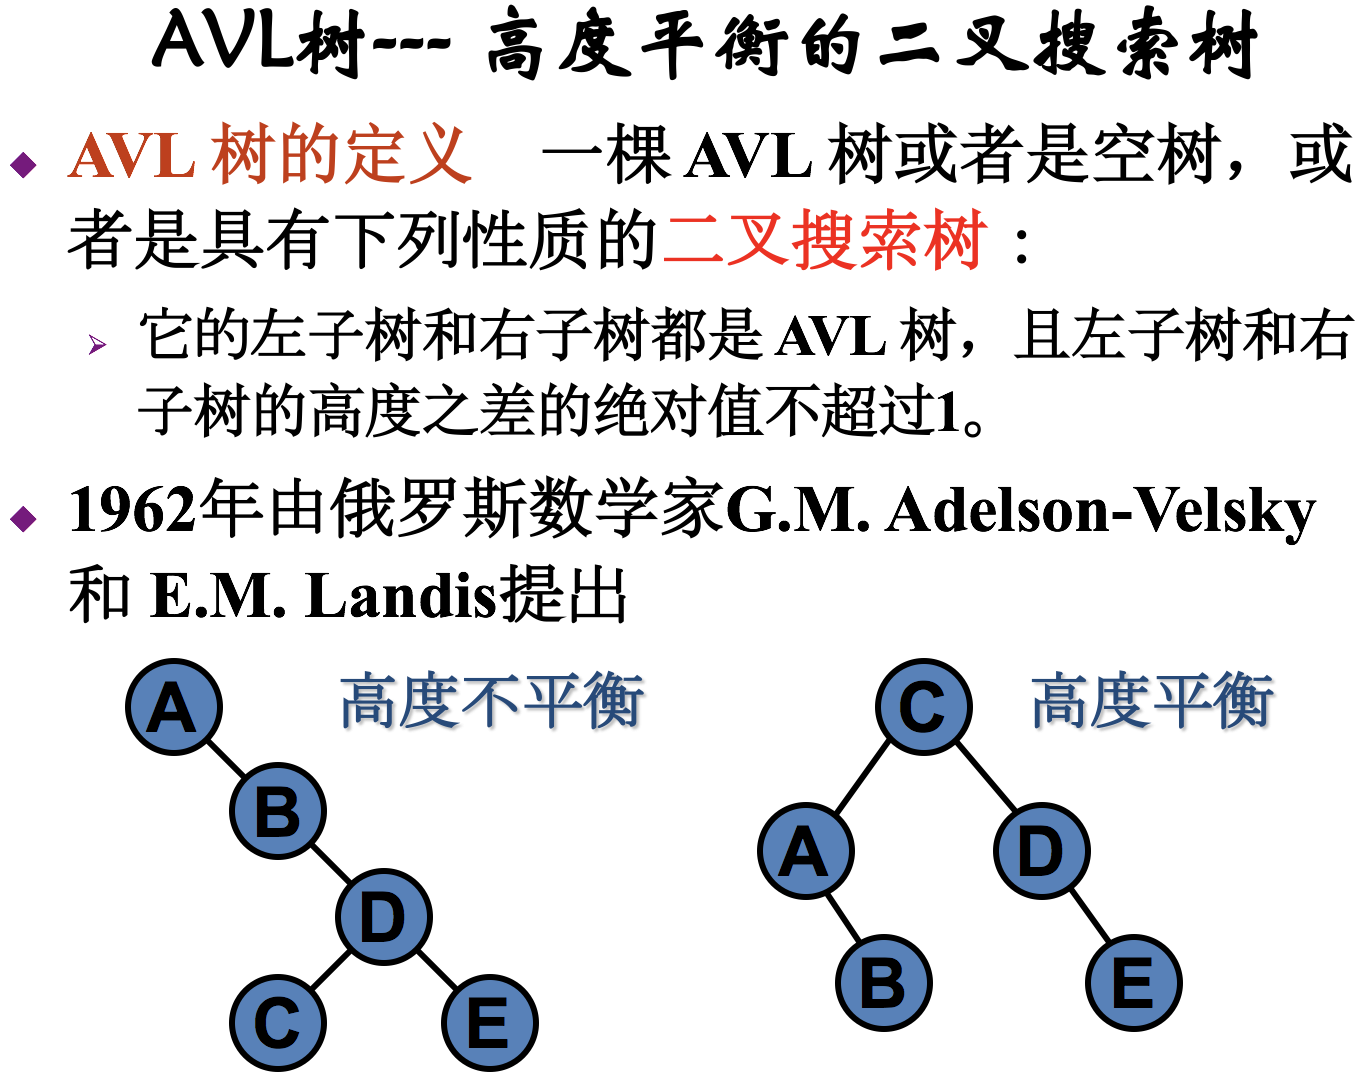 AVL树--- 高度平衡的二叉搜索树
AVL 树的定义 一棵 AVL 树或者是空树，或
者是具有下列性质的二叉搜索树：
它的左子树和右子树都是 AVL 树，且左子树和右
子树的高度之差的绝对值不超过1。
1962年由俄罗斯数学家G.M. Adelson-Velsky
和 E.M. Landis提出
高度不平衡
A
B
D
C
E
高度平衡
C
A
D
B
E